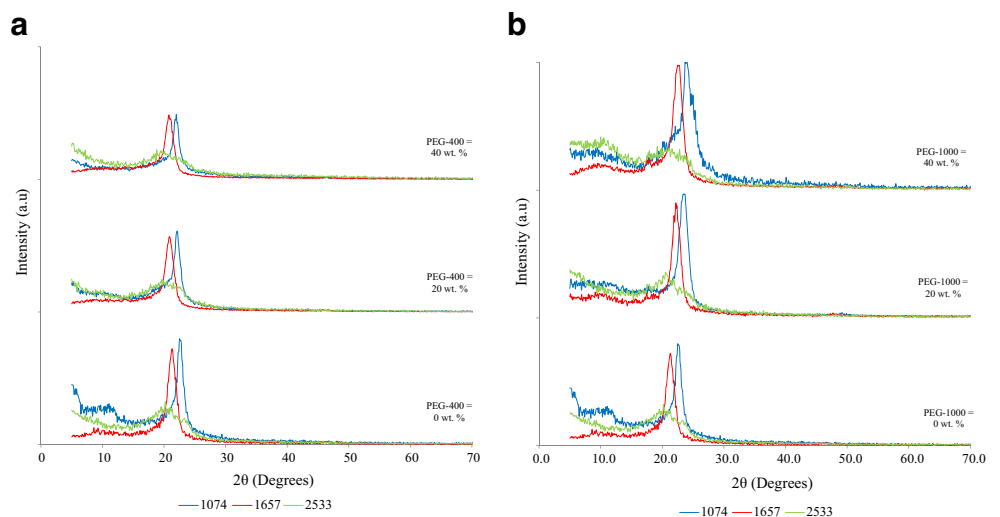 a
Intensity (a.u)
PEG-400 =
40 wt. %
PEG-400 =
20 wt. %
PEG-400 =
0 wt. %
0 10 20 30 40 50 60 70
2θ (Degrees)
1074 1657 2533
b
Intensity (a.u)
PEG-1000 =
40 wt. %
PEG-1000 =
20 wt. %
PEG-1000 =
0 wt. %
0.0 10.0 20.0 30.0 40.0 50.0 60.0 70.0
2θ (Degrees)
1074 1657 2533